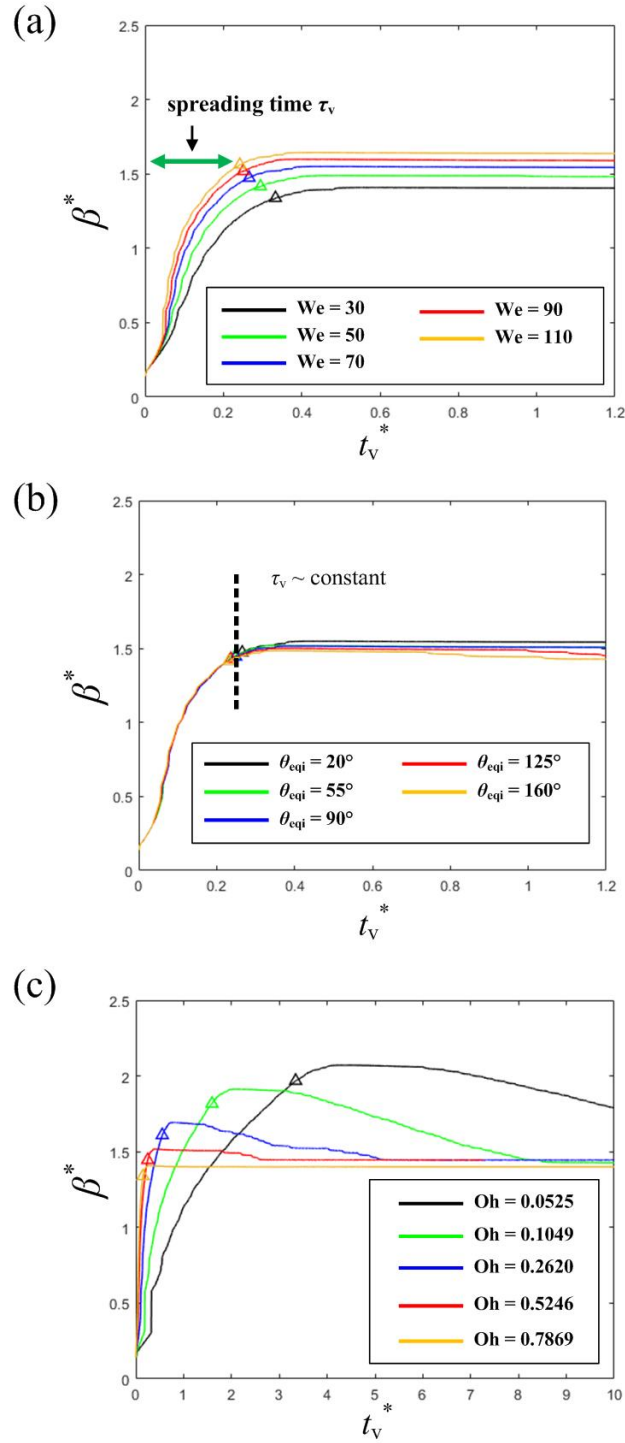 (a)
2.5
2
1.5
1
0.5
0
β*
spreading time τv
We = 30
We = 90
We = 50
We = 110
We = 70
0
0.2
0.4
0.6
0.8
1
1.2
tv*
(b)
2.5
2
1.5
1
0.5
0
β*
τv ~ constant
θeqi = 20°
θeqi = 125°
θeqi = 55°
θeqi = 160°
θeqi = 90°
0
0.2
0.4
0.6
0.8
1
1.2
tv*
(c)
2.5
2
1.5
1
0.5
0
β*
Oh = 0.0525
Oh = 0.1049
Oh = 0.2620
Oh = 0.5246
Oh = 0.7869
0
1
2
3
4
5
6
7
8
9
10
tv*